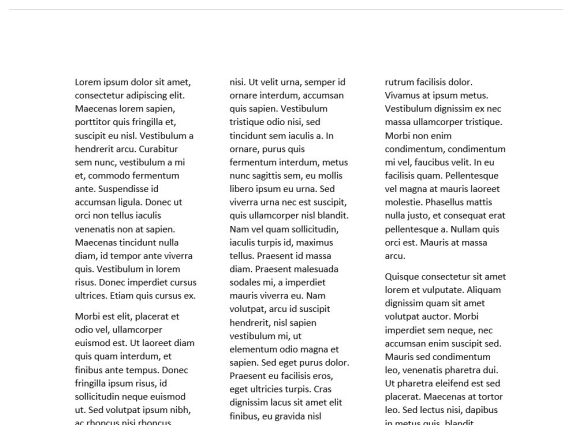 Lorem ipsum dolor sit amet,
consectetur adipiscing elit.
Maecenas lorem sapien,
porttitor quis fringilla et,
suscipit eu nisl. Vestibulum a
hendrerit arcu. Curabitur
sem nunc, vestibulum a mi
et, commodo fermentum
ante. Suspendisse id
accumsan ligula. Donec ut
orci non tellus iaculis
venenatis non at sapien.
Maecenas tincidunt nulla
diam, id tempor ante viverra
quis. Vestibulum in lorem
risus. Donec imperdiet cursus
ultrices. Etiam quis cursus ex.
Morbi est elit, placerat et
odio vel, ullamcorper
euismod est. Ut laoreet diam
quis quam interdum, et
finibus ante tempus. Donec
fringilla ipsum risus, id
sollicitudin neque euismod
ut. Sed volutpat ipsum nibh,
ac rhoncus nisi rhoncus
nisi. Ut velit urna, semper id
ornare interdum, accumsan
quis sapien. Vestibulum
tristique odio nisi, sed
tincidunt sem iaculis a. In
ornare, purus quis
fermentum interdum, metus
nunc sagittis sem, eu mollis
libero ipsum eu urna. Sed
viverra urna nec est suscipit,
quis ullamcorper nisl blandit.
Nam vel quam sollicitudin,
iaculis turpis id, maximus
tellus. Praesent id massa
diam. Praesent malesuada
sodales mi, a imperdiet
mauris viverra eu. Nam
volutpat, arcu id suscipit
hendrerit, nisl sapien
vestibulum mi, ut
elementum odio magna et
sapien. Sed eget purus dolor.
Praesent eu facilisis eros,
eget ultricies turpis. Cras
dignissim lacus sit amet elit
finibus, eu gravida nisl
rutrum facilisis dolor.
Vivamus at ipsum metus.
Vestibulum dignissim ex nec
massa ullamcorper tristique.
Morbi non enim
condimentum, condimentum
mi vel, faucibus velit. In eu
facilisis quam. Pellentesque
vel magna at mauris laoreet
molestie. Phasellus mattis
nulla justo, et consequat erat
pellentesque a. Nullam quis
orci est. Mauris at massa
arcu.
Quisque consectetur sit amet
lorem et vulputate. Aliquam
dignissim quam sit amet
volutpat auctor. Morbi
imperdiet sem neque, nec
accumsan enim suscipit sed.
Mauris sed condimentum
leo, venenatis pharetra dui.
Ut pharetra eleifend est sed
placerat. Maecenas at tortor
leo. Sed lectus nisi, dapibus
in metus quis, blandit